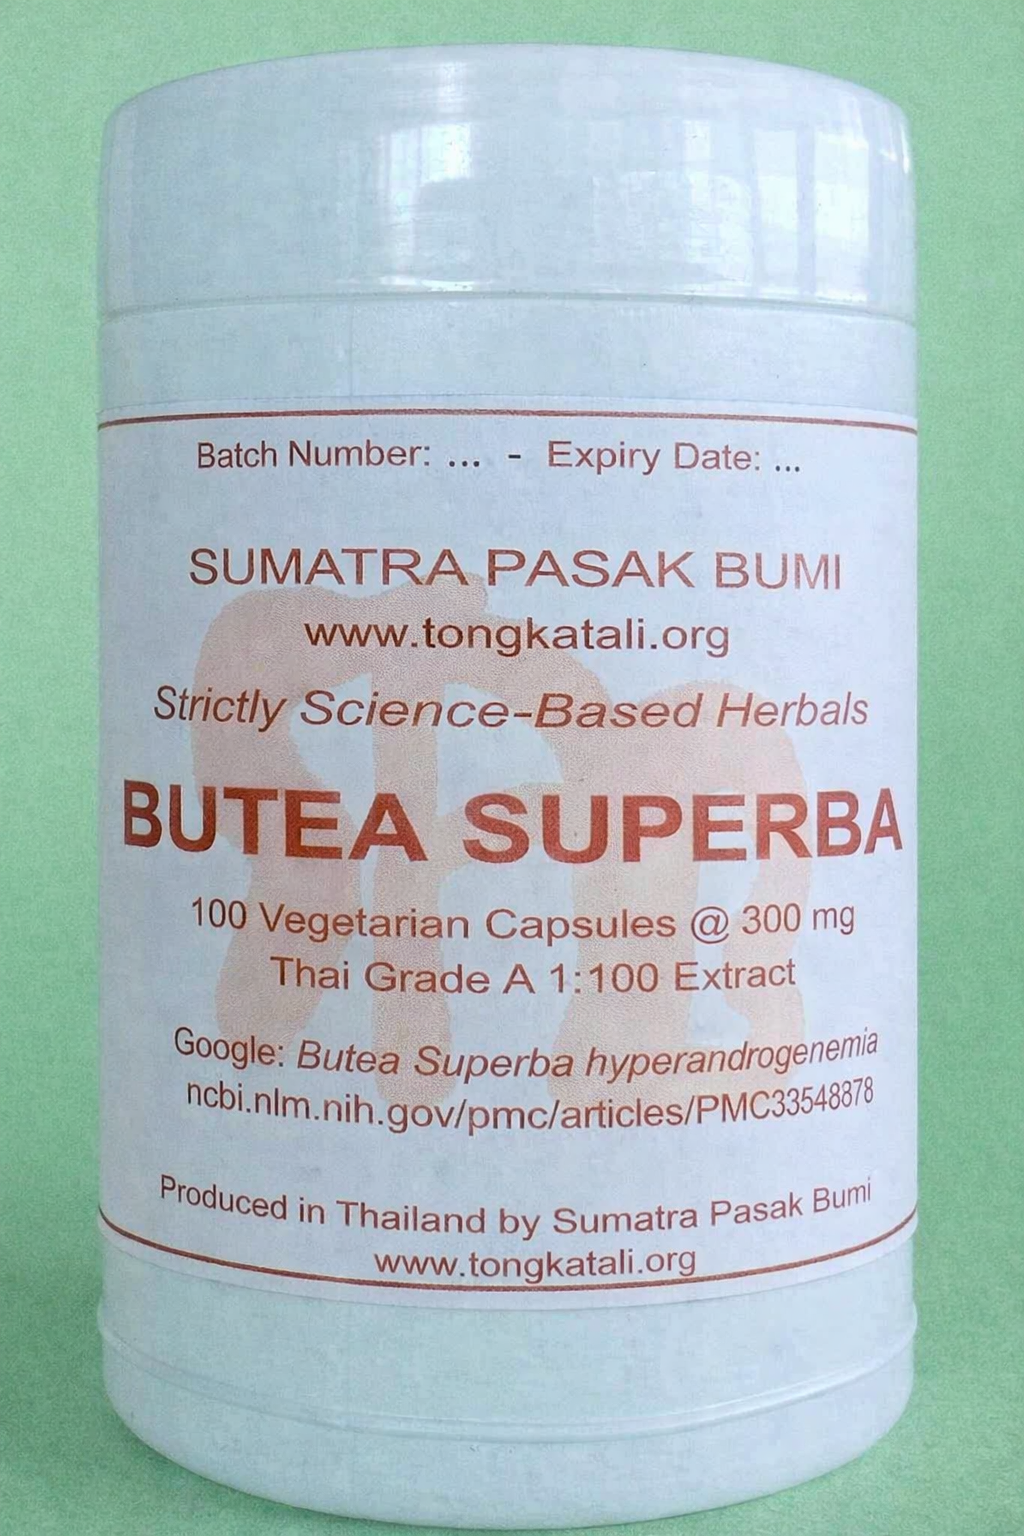 Batch Number: ... - Expiry Date: ...
SUMATRA PASAK BUMI
www.tongkatali.org
Strictly Science-Based Herbals
BUTEA SUPERBA
100 Vegetarian Capsules @ 300 mg
Thai Grade A 1:100 Extract
Google: Butea Superba hyperandrogenemia
ncbi.nlm.nih.gov/pmc/articles/PMC33548878
Produced in Thailand by Sumatra Pasak Bumi
www.tongkatali.org